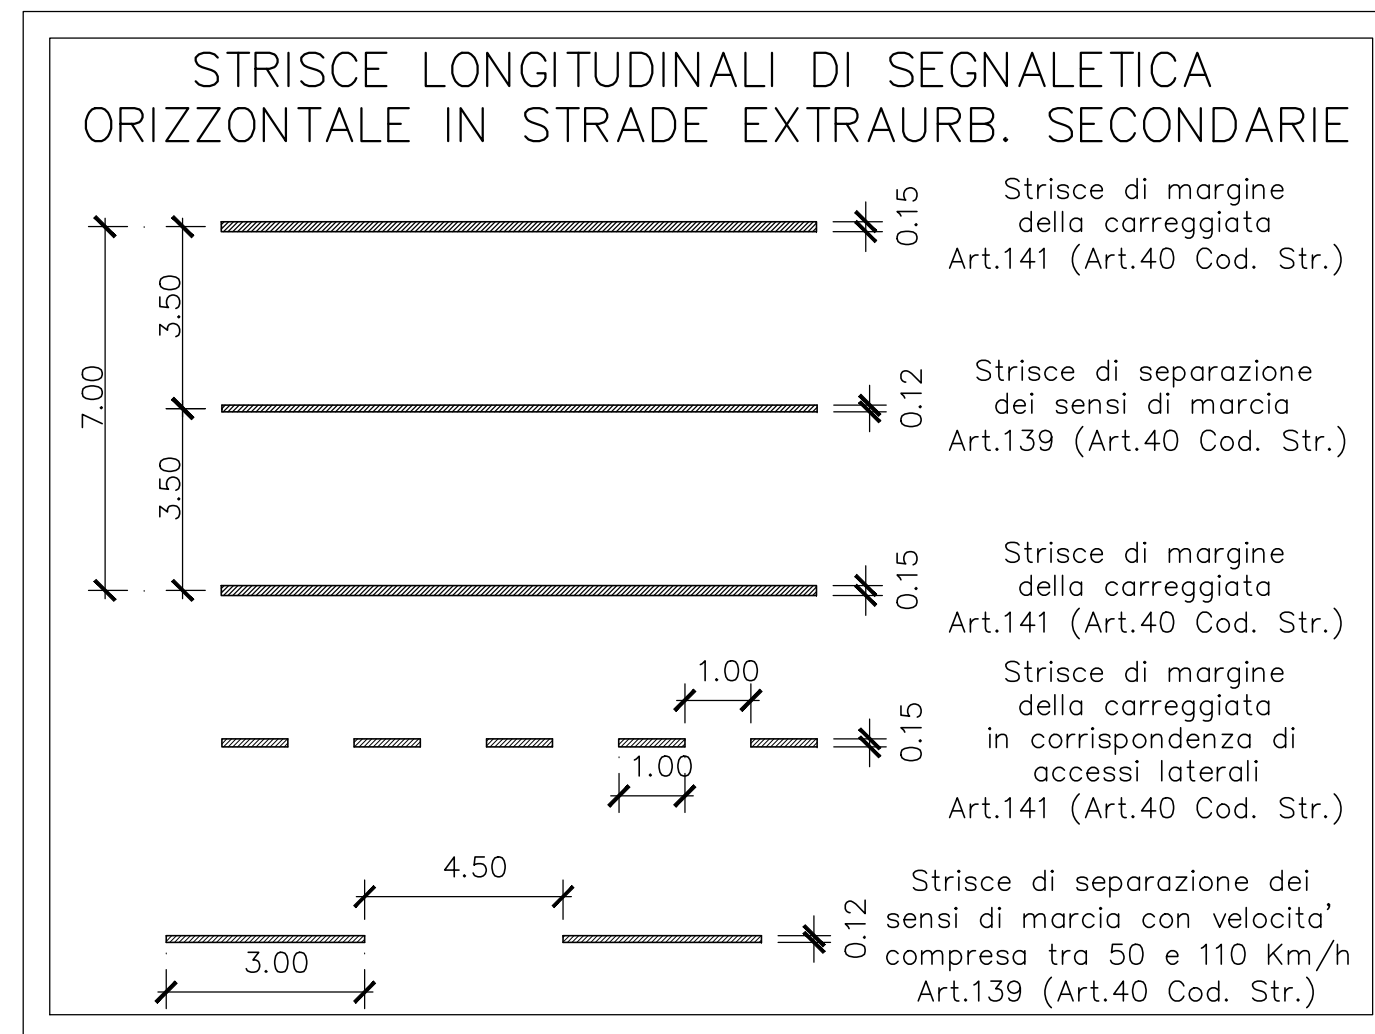 STRISCE LONGITUDINALI DI SEGNALETICA
ORIZZONTALE IN STRADE EXTRAURB. SECONDARIE
0.15
Strisce di margine
della carreggiata
Art.141 (Art.40 Cod. Str.)
7.00
3.50
3.50
0.12
Strisce di separazione
dei sensi di marcia
Art.139 (Art.40 Cod. Str.)
0.15
Strisce di margine
della carreggiata
Art.141 (Art.40 Cod. Str.)
1.00
1.00
0.15
Strisce di margine
della carreggiata
in corrispondenza di
accessi laterali
Art.141 (Art.40 Cod. Str.)
4.50
3.00
0.12
Strisce di separazione dei
sensi di marcia con velocita'
compresa tra 50 e 110 Km/h
Art.139 (Art.40 Cod. Str.)